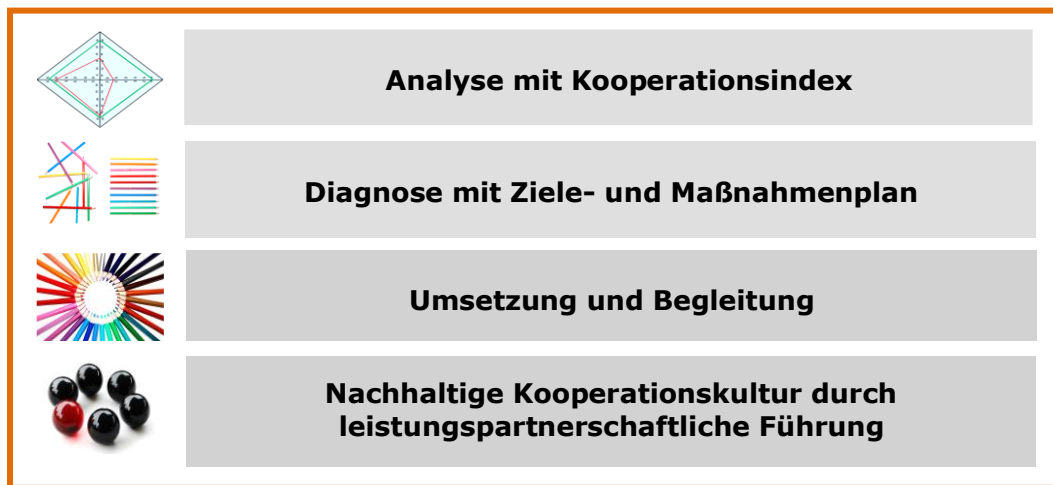 Analyse mit Kooperationsindex
Diagnose mit Ziele- und Maßnahmenplan
Umsetzung und Begleitung
Nachhaltige Kooperationskultur durch
leistungspartnerschaftliche Führung